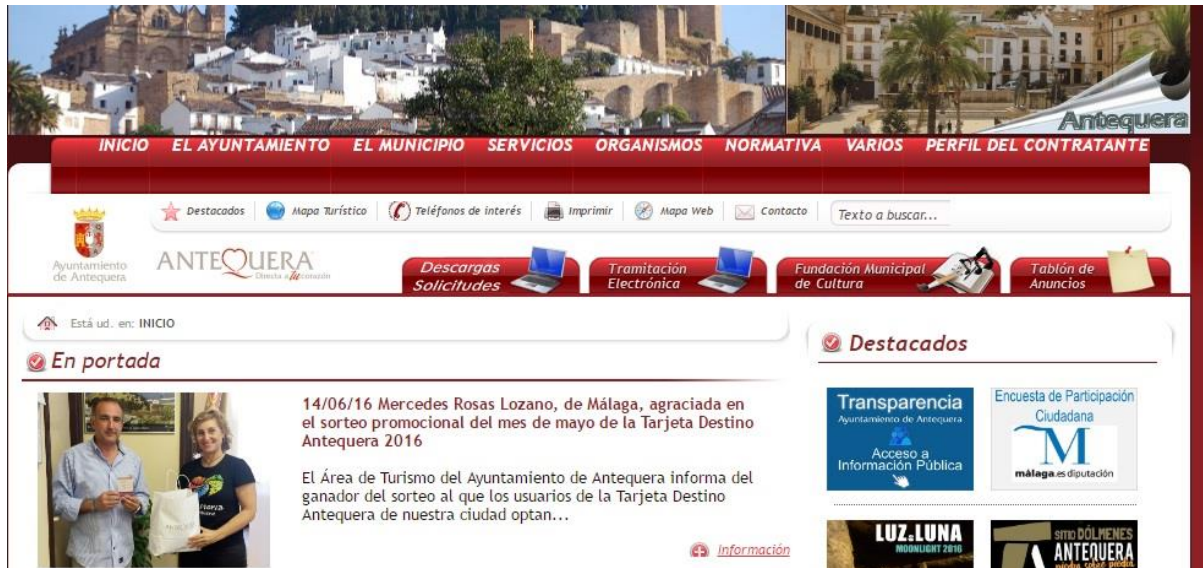 Antequera
INICIO EL AYUNTAMIENTO EL MUNICIPIO SERVICIOS ORGANISMOS NORMATIVA VARIOS PERFIL DEL CONTRATANTE
Destacados Mapa Turístico Teléfonos de interés Imprimir Mapa Web Contacto Texto a buscar...
Ayuntamiento
de Antequera
ANTEQUERA
Directa a tu corazón
Descargas
Solicitudes
Tramitación
Electrónica
Fundación Municipal
de Cultura
Tablón de
Anuncios
Está ud. en: INICIO
En portada
14/06/16 Mercedes Rosas Lozano, de Málaga, agraciada en
el sorteo promocional del mes de mayo de la Tarjeta Destino
Antequera 2016
El Área de Turismo del Ayuntamiento de Antequera informa del
ganador del sorteo al que los usuarios de la Tarjeta Destino
Antequera de nuestra ciudad optan...
Información
Destacados
Transparencia
Ayuntamiento de Antequera
Acceso a
Información Pública
Encuesta de Participación
Ciudadana
M
málaga.es diputación
LUZ&LUNA
MOONLIGHT 2016
SITIO DÓLMENES
ANTEQUERA
piedra sobre piedra